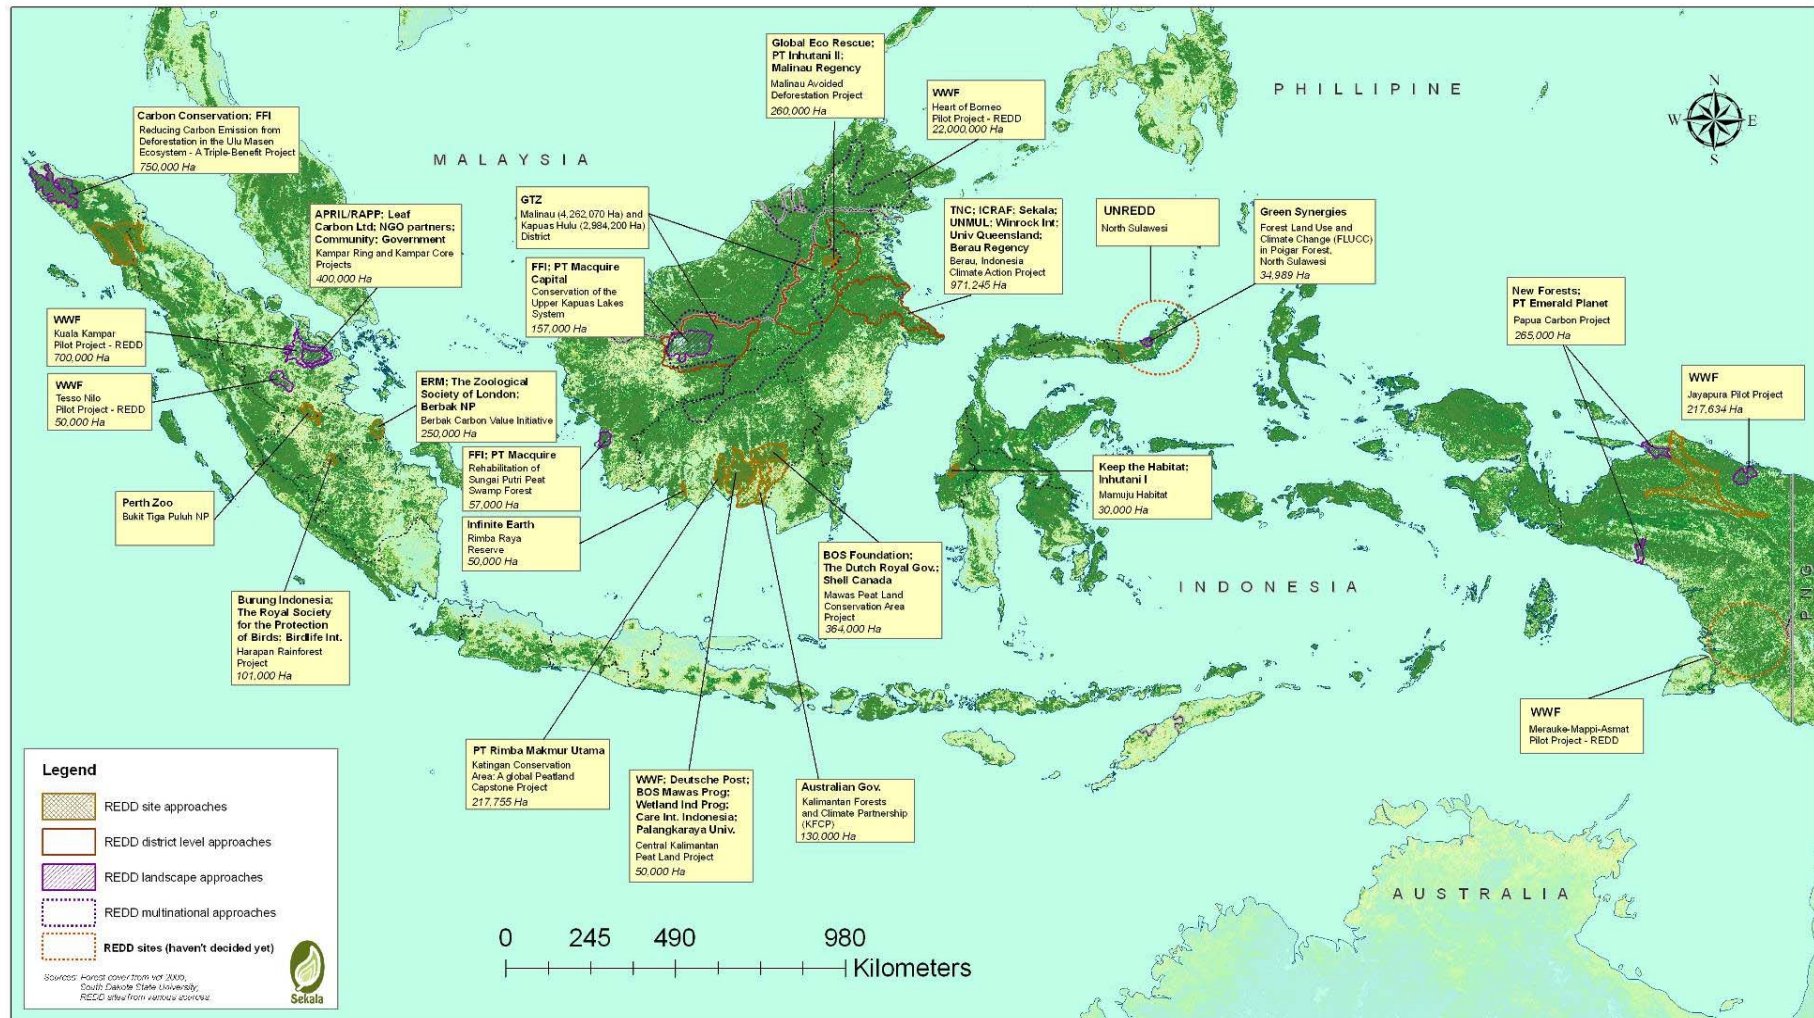 Global Eco Rescue;
PT Inhutani II;
Malinau Regency
Malinau Avoided
Deforestation Project
260,000 Ha
WWF
Heart of Borneo
Pilot Project - REDD
22,000,000 Ha
PHILLIPINE
N
W
E
S
Carbon Conservation; FFI
Reducing Carbon Emission from
Deforestation in the Ulu Masen
Ecosystem - A Triple-Benefit Project
750,000 Ha
MALAYSIA
APRIL/RAPP; Leaf
Carbon Ltd; NGO partners;
Community; Government
Kampar Ring and Kampar Core
Projects
400,000 Ha
GTZ
Malinau (4,262,070 Ha) and
Kapuas Hulu (2,984,200 Ha)
District
FFI; PT Macquire
Capital
Conservation of the
Upper Kapuas Lakes
System
157,000 Ha
TNC; ICRAF; Sekala;
UNMUL; Winrock Int;
Univ Queensland;
Berau Regency
Berau, Indonesia
Climate Action Project
971,245 Ha
UNREDD
North Sulawesi
Green Synergies
Forest Land Use and
Climate Change (FLUCC)
in Poigar Forest,
North Sulawesi
34,989 Ha
New Forests;
PT Emerald Planet
Papua Carbon Project
265,000 Ha
WWF
Jayapura Pilot Project
217,634 Ha
WWF
Kuala Kampar
Pilot Project - REDD
700,000 Ha
WWF
Tesso Nilo
Pilot Project - REDD
50,000 Ha
ERM; The Zoological
Society of London;
Berbak NP
Berbak Carbon Value Initiative
250,000 Ha
FFI; PT Macquire
Rehabilitation of
Sungai Putri Peat
Swamp Forest
57,000 Ha
Infinite Earth
Rimba Raya
Reserve
50,000 Ha
Keep the Habitat;
Inhutani I
Mamuju Habitat
30,000 Ha
Perth Zoo
Bukit Tiga Puluh NP
BOS Foundation;
The Dutch Royal Gov.;
Shell Canada
Mawas Peat Land
Conservation Area
Project
364,000 Ha
INDONESIA
PNG
Burung Indonesia;
The Royal Society
for the Protection
of Birds; Birdlife Int.
Harapan Rainforest
Project
101,000 Ha
WWF
Merauke-Mappi-Asmat
Pilot Project - REDD
PT Rimba Makmur Utama
Katingan Conservation
Area: A global Peatland
Capstone Project
217,755 Ha
WWF; Deutsche Post;
BOS Mawas Prog;
Wetland Ind Prog;
Care Int. Indonesia;
Palangkaraya Univ.
Central Kalimantan
Peat Land Project
50,000 Ha
Australian Gov.
Kalimantan Forests
and Climate Partnership
(KFCP)
130,000 Ha
AUSTRALIA
Legend
REDD site approaches
REDD district level approaches
REDD landscape approaches
REDD multinational approaches
REDD sites (haven't decided yet)
Sources: Forest cover from vcf 2005,
South Dakota State University;
REDD sites from various sources.
Sekala
0 245 490 980
Kilometers